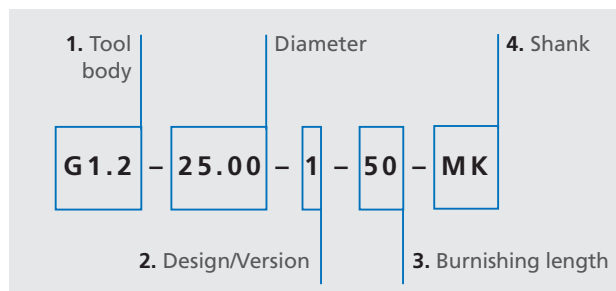 1. Tool
body
Diameter
4. Shank
G1.2 – 25.00 – 1 – 50 – MK
2. Design/Version
3. Burnishing length